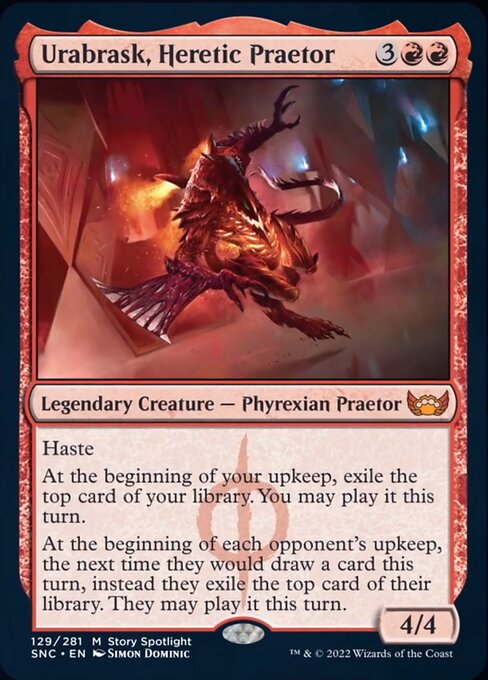 Urabrask, Heretic Praetor 3
Legendary Creature — Phyrexian Praetor
Haste
At the beginning of your upkeep, exile the
top card of your library. You may play it this
turn.
At the beginning of each opponent's upkeep,
the next time they would draw a card this
turn, instead they exile the top card of their
library. They may play it this turn.
4/4
129/281 M Story Spotlight
SNC • EN Simon Dominic
™ & © 2022 Wizards of the Coast